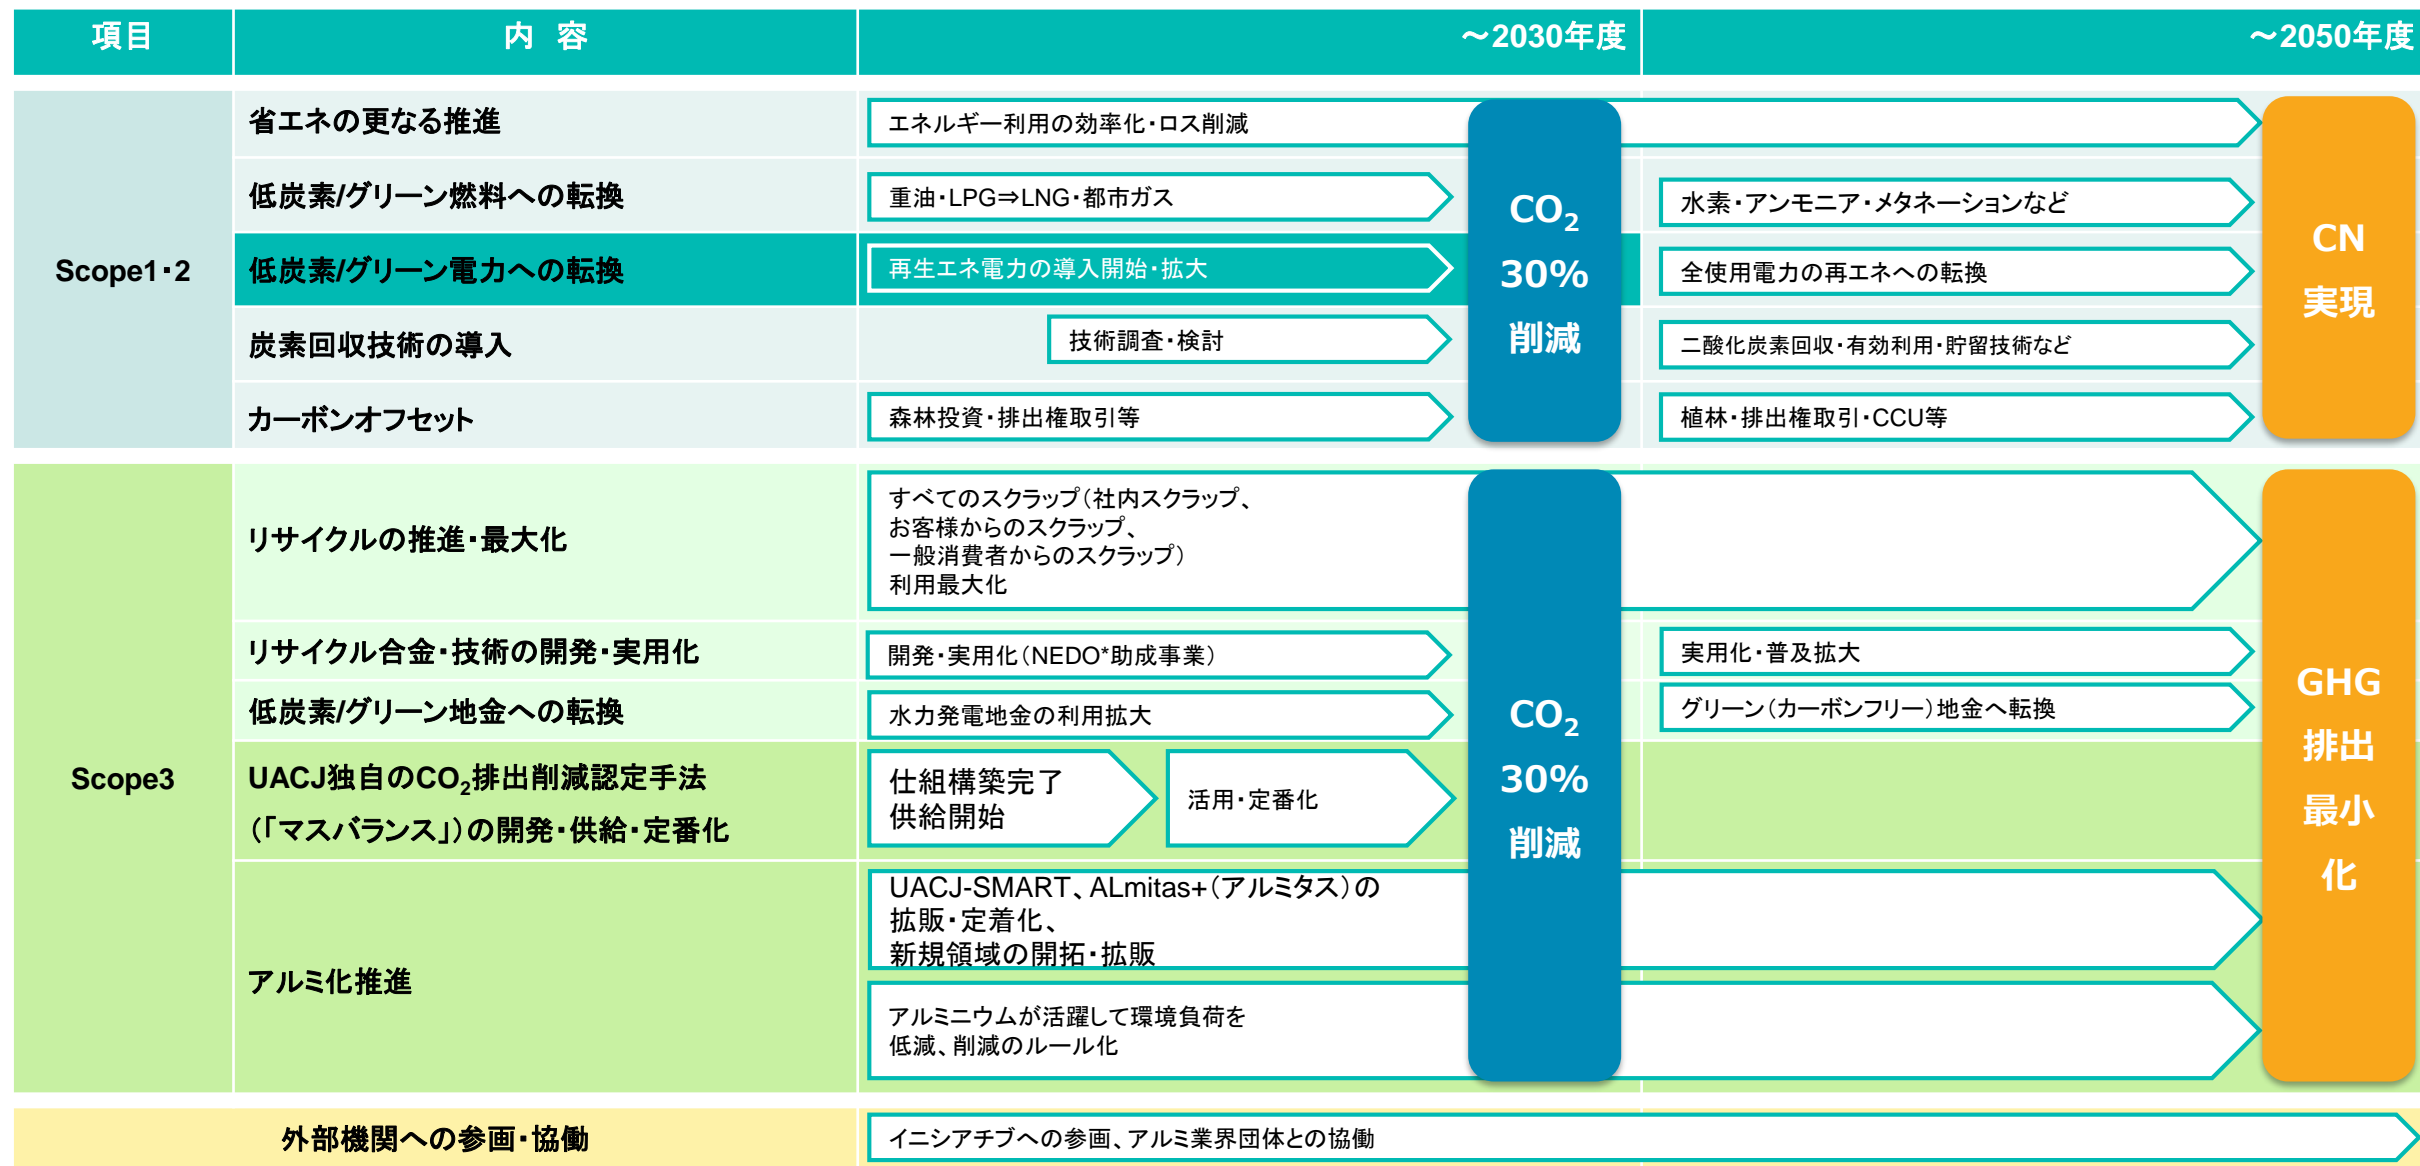 項目
内 容
～2030年度
～2050年度
Scope1・2
省エネの更なる推進
エネルギー利用の効率化・ロス削減
低炭素/グリーン燃料への転換
重油・LPG⇒LNG・都市ガス
水素・アンモニア・メタネーションなど
低炭素/グリーン電力への転換
再生エネ電力の導入開始・拡大
全使用電力の再エネへの転換
炭素回収技術の導入
技術調査・検討
二酸化炭素回収・有効利用・貯留技術など
カーボンオフセット
森林投資・排出権取引等
植林・排出権取引・CCU等
CO₂
30%
削減
CN
実現
Scope3
リサイクルの推進・最大化
すべてのスクラップ（社内スクラップ、
お客様からのスクラップ、
一般消費者からのスクラップ）
利用最大化
リサイクル合金・技術の開発・実用化
開発・実用化（NEDO*助成事業）
実用化・普及拡大
低炭素/グリーン地金への転換
水力発電地金の利用拡大
グリーン（カーボンフリー）地金へ転換
UACJ独自のCO₂排出削減認定手法
（「マスバランス」）の開発・供給・定番化
仕組構築完了
供給開始
活用・定番化
アルミ化推進
UACJ-SMART、ALmitas+（アルミタス）の
拡販・定着化、
新規領域の開拓・拡販
アルミニウムが活躍して環境負荷を
低減、削減のルール化
CO₂
30%
削減
GHG
排出
最小
化
外部機関への参画・協働
イニシアチブへの参画、アルミ業界団体との協働